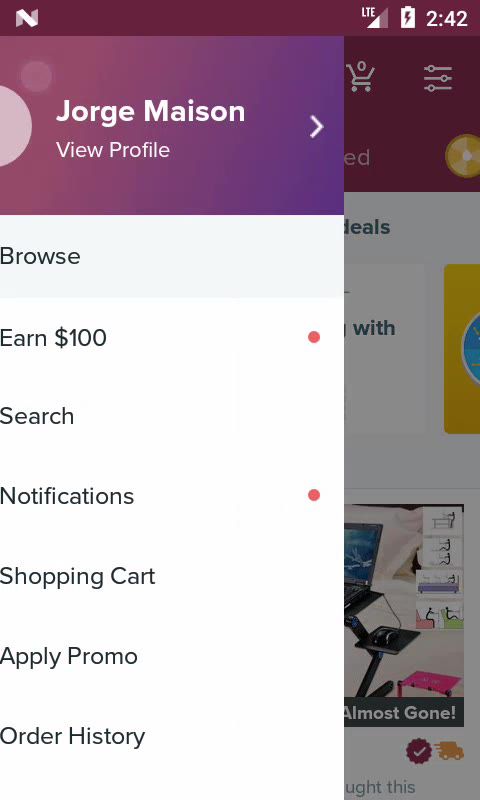 LTE 2:42
Jorge Maison
View Profile
0
ed
deals
Browse
with
Earn $100
Search
Notifications
Shopping Cart
Apply Promo
Almost Gone!
Order History
ught this